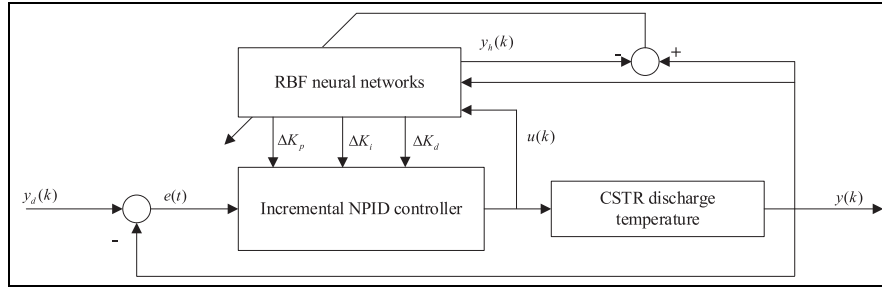 y_h(k)
-
+
RBF neural networks
ΔK_p
ΔK_i
ΔK_d
u(k)
y_d(k)
e(t)
Incremental NPID controller
CSTR discharge
temperature
y(k)
-